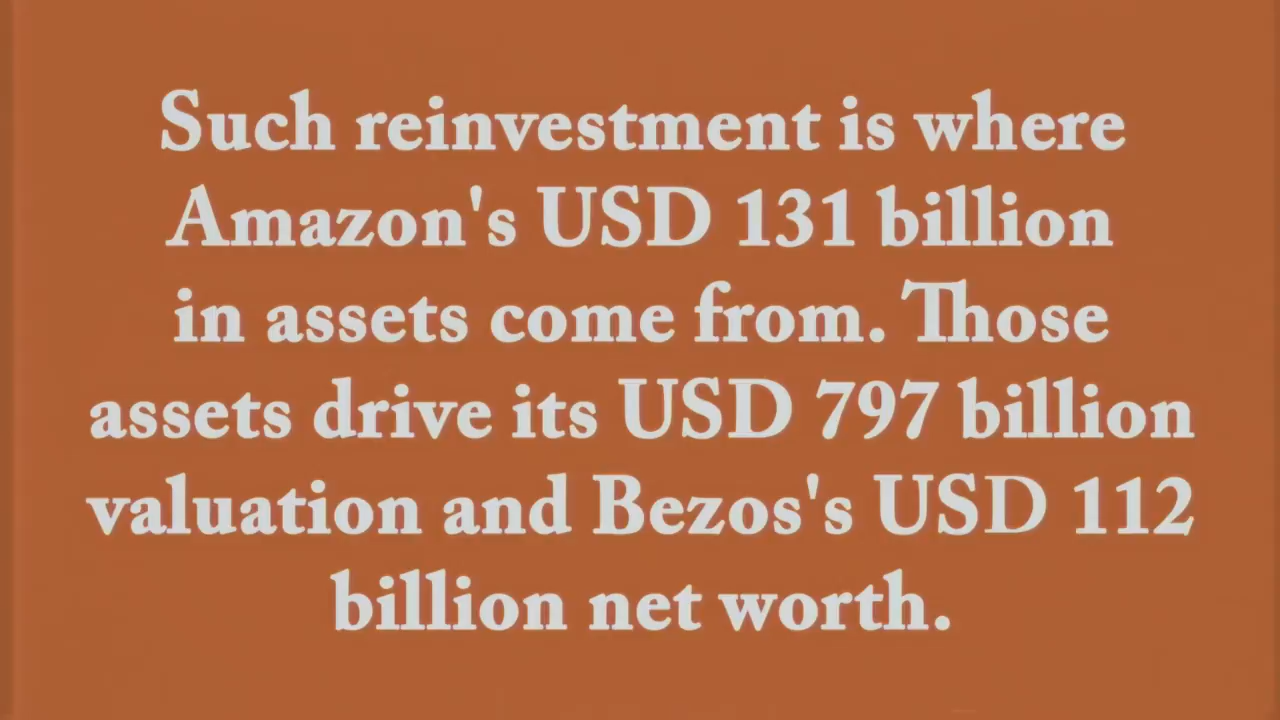 Such reinvestment is where
Amazon's USD 131 billion
in assets come from. Those
assets drive its USD 797 billion
valuation and Bezos's USD 112
billion net worth.